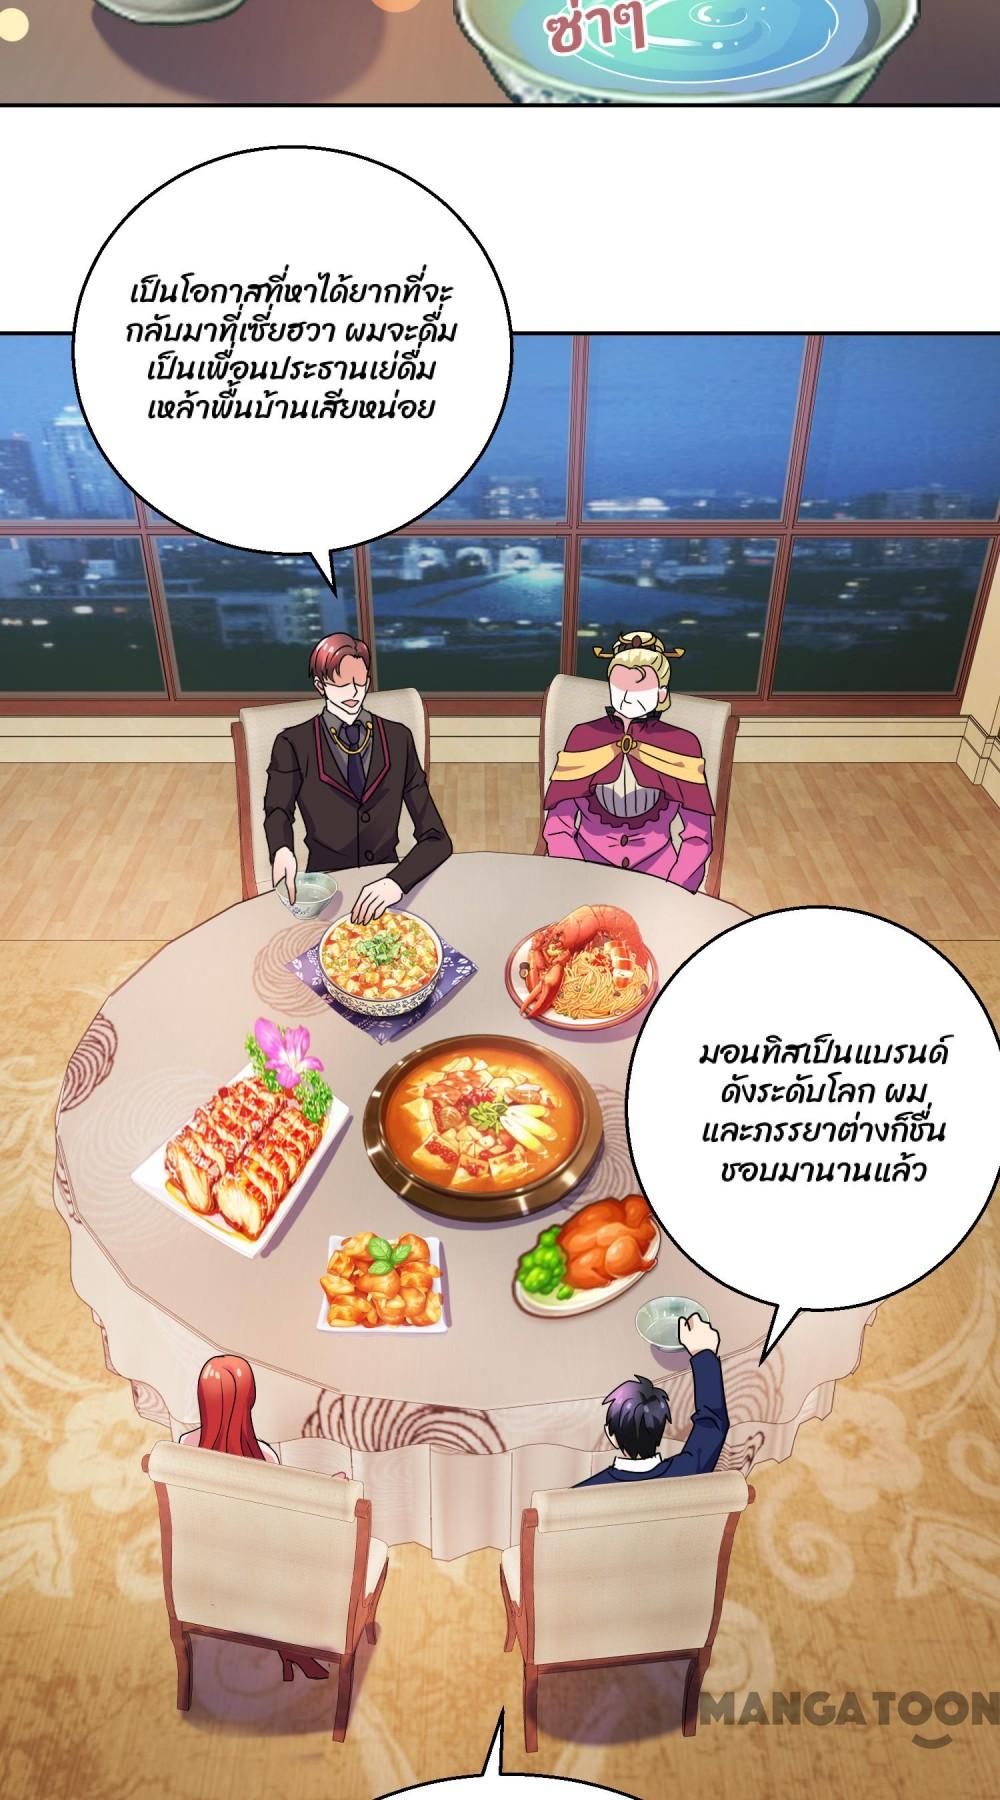 ซ่าๆ
เป็นโอกาสที่หาได้ยากที่จะ
กลับมาที่เซี่ยฮวา ผมจะดื่ม
เป็นเพื่อนประธานเย่ดื่ม
เหล้าพื้นบ้านเสียหน่อย
มอนทิสเป็นแบรนด์
ดังระดับโลก ผม
และภรรยาต่างก็ชื่น
ชอบมานานแล้ว
MANGATOON